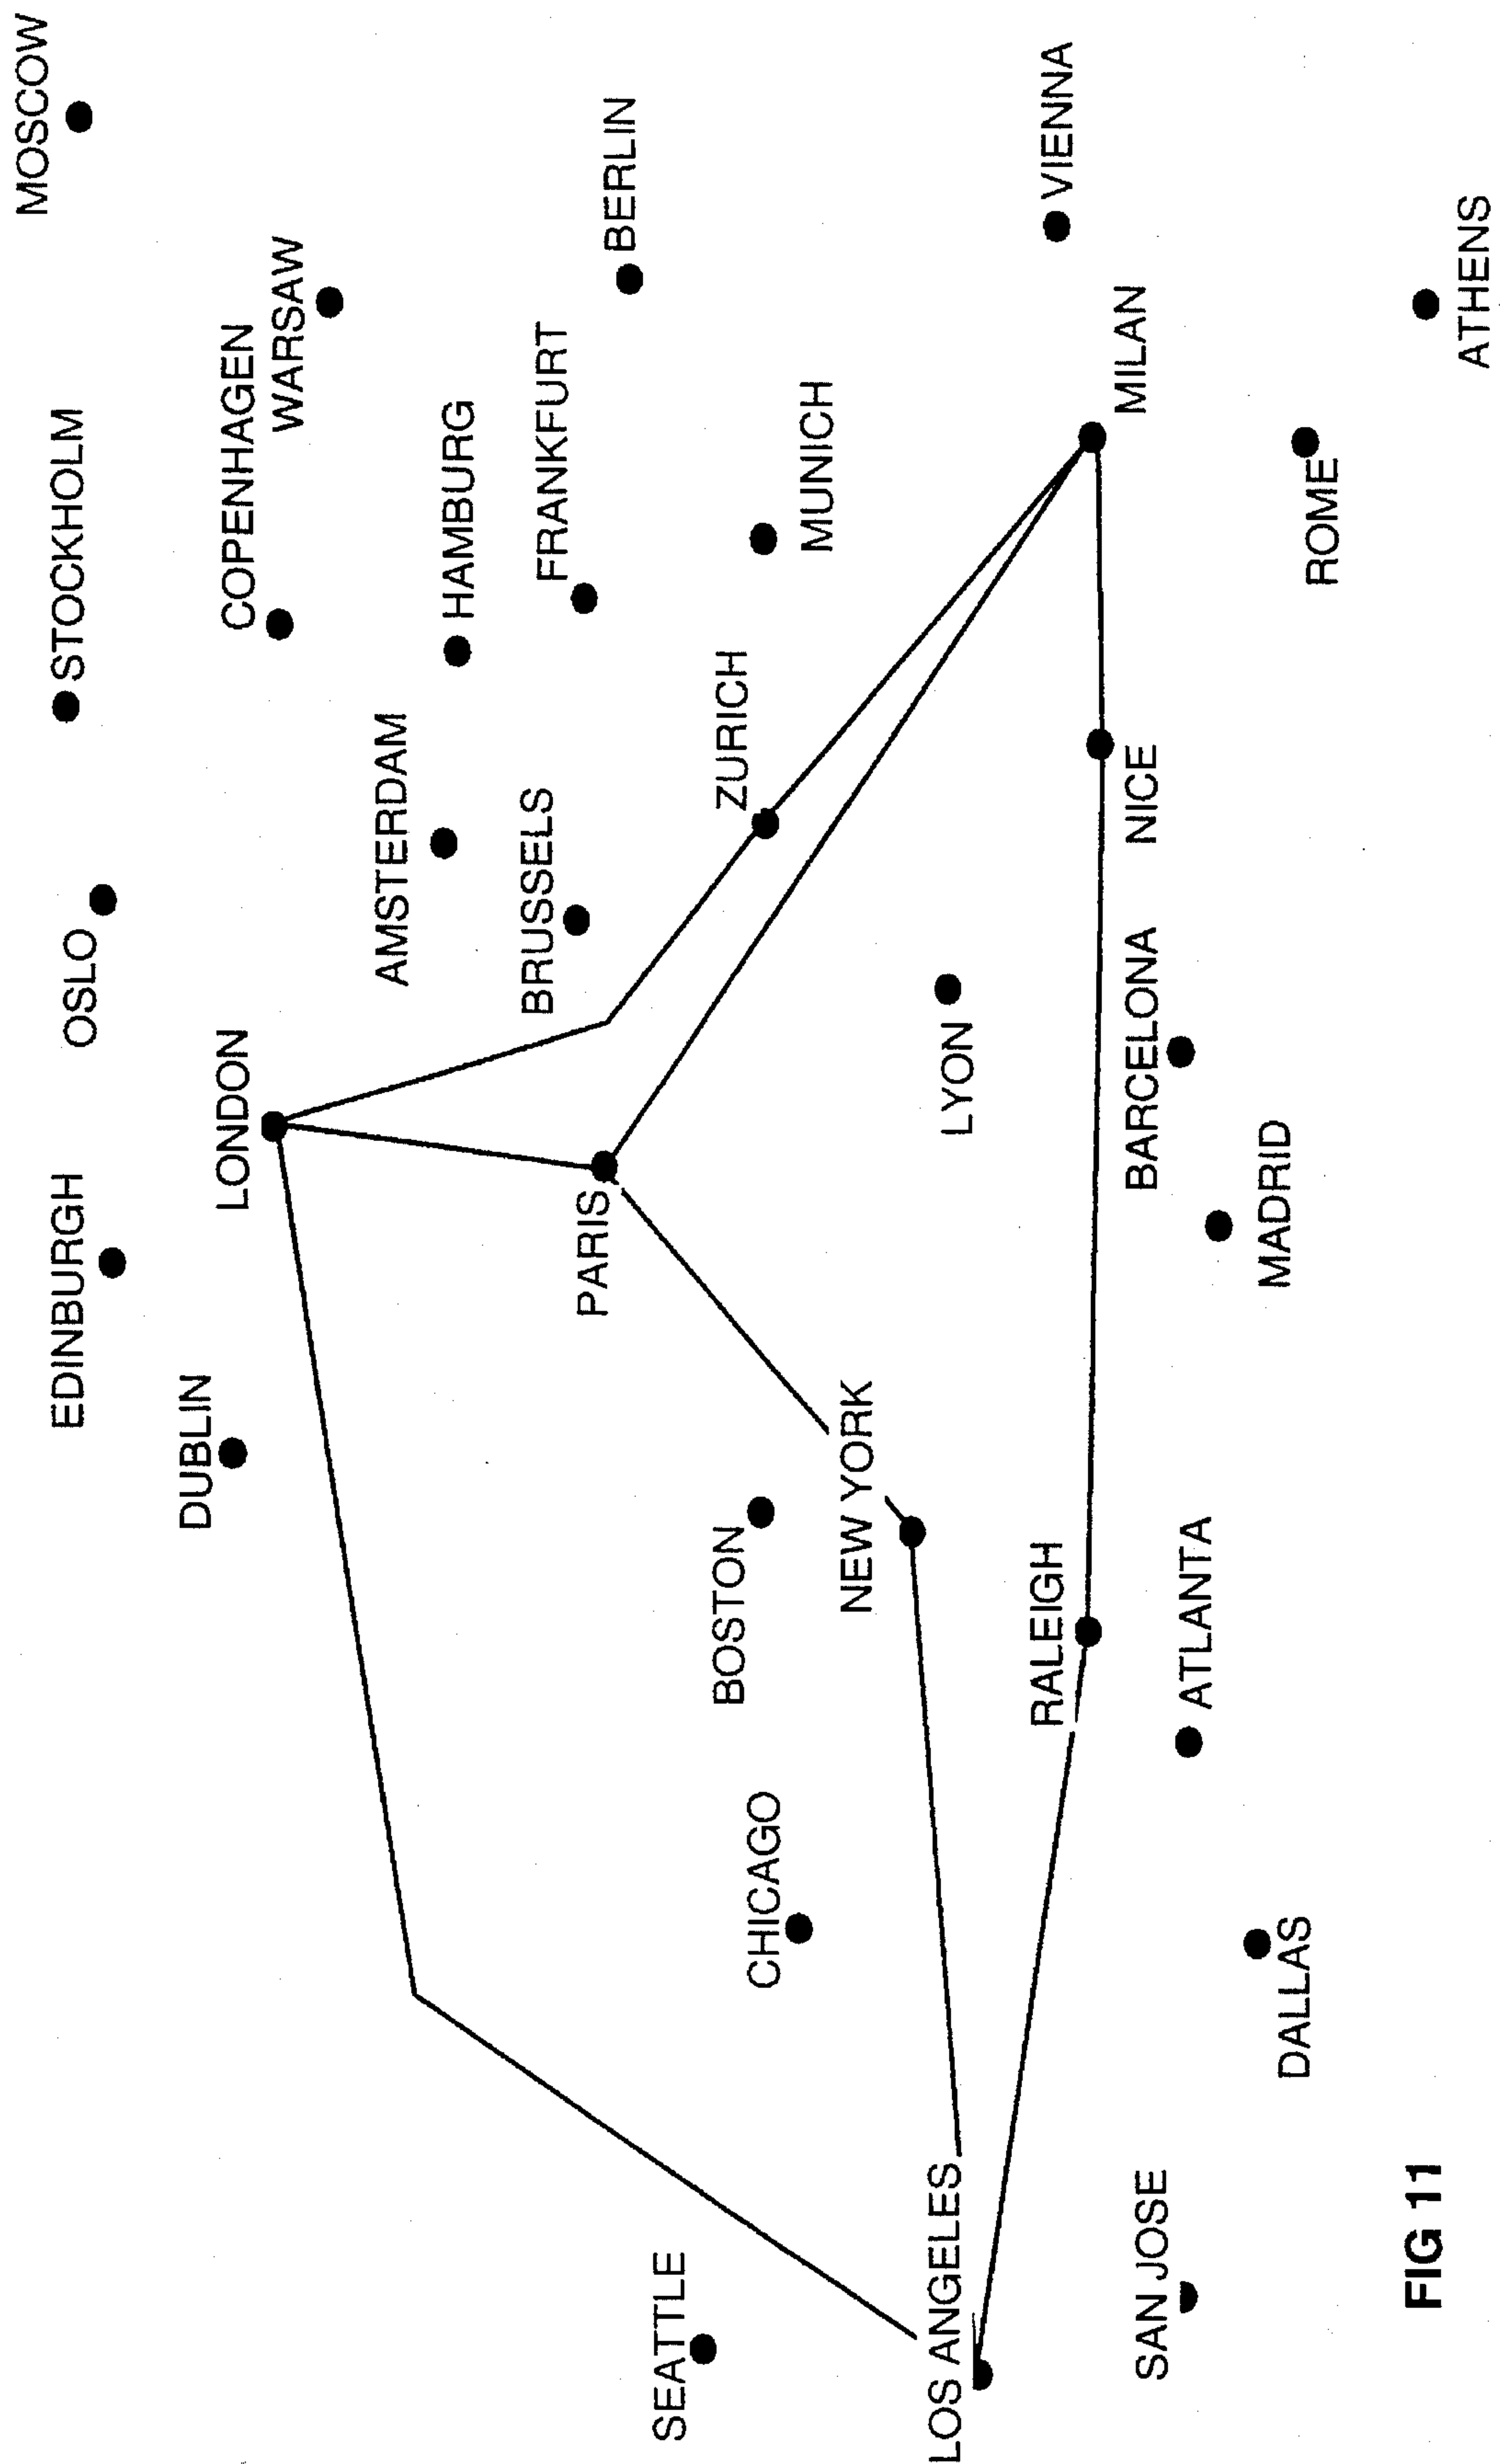 MOSCOW
STOCKHOLM
OSLO
EDINBURGH
DUBLIN
LONDON
COPENHAGEN
WARSAW
AMSTERDAM
HAMBURG
BRUSSELS
FRANKFURT
BERLIN
PARIS
SEATTLE
BOSTON
CHICAGO
ZURICH
MUNICH
NEW YORK
LOS ANGELES
LYON
RALEIGH
VIENNA
MILAN
NICE
BARCELONA
SAN JOSE
ATLANTA
MADRID
DALLAS
ROME
ATHENS
FIG 11